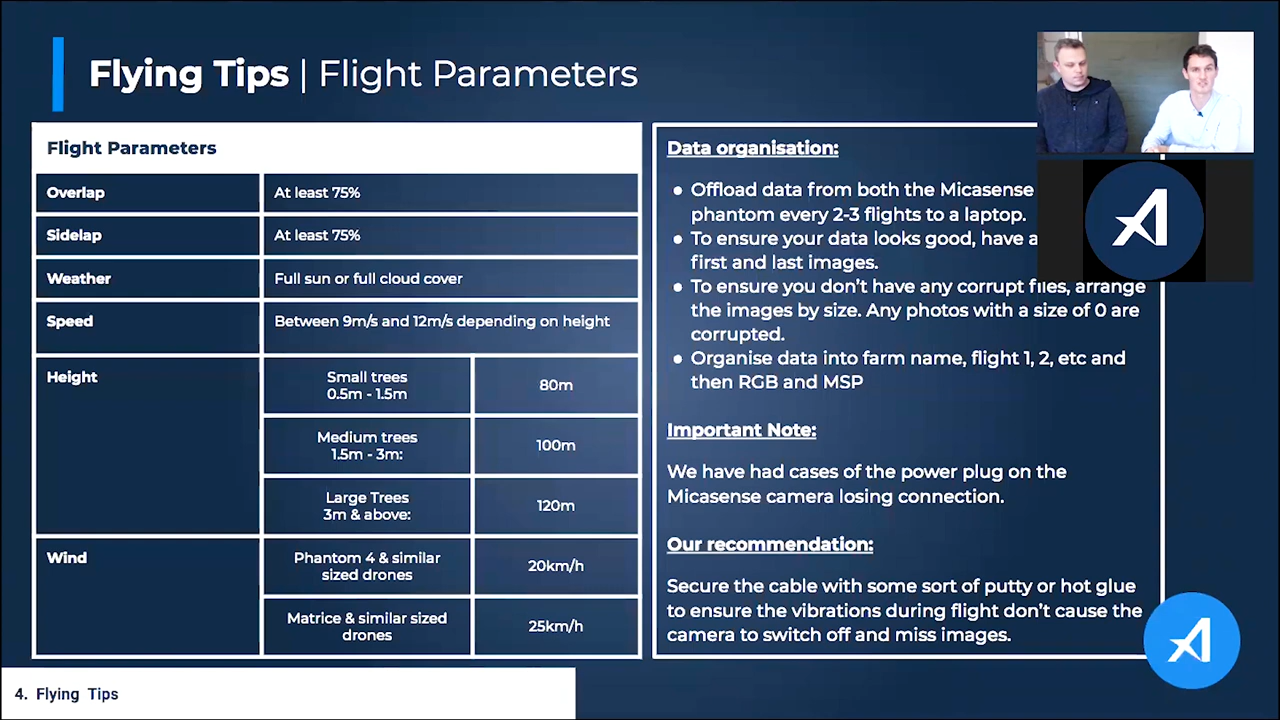 Flying Tips | Flight Parameters
Flight Parameters
Overlap
At least 75%
Sidelap
At least 75%
Weather
Full sun or full cloud cover
Speed
Between 9m/s and 12m/s depending on height
Height
Small trees
0.5m - 1.5m
80m
Medium trees
1.5m - 3m:
100m
Large Trees
3m & above:
120m
Wind
Phantom 4 & similar
sized drones
20km/h
Matrice & similar sized
drones
25km/h
Data organisation:
● Offload data from both the Micasense
phantom every 2-3 flights to a laptop.
● To ensure your data looks good, have a
first and last images.
● To ensure you don't have any corrupt files, arrange
the images by size. Any photos with a size of 0 are
corrupted.
● Organise data into farm name, flight 1, 2, etc and
then RGB and MSP
Important Note:
We have had cases of the power plug on the
Micasense camera losing connection.
Our recommendation:
Secure the cable with some sort of putty or hot glue
to ensure the vibrations during flight don't cause the
camera to switch off and miss images.
4. Flying Tips